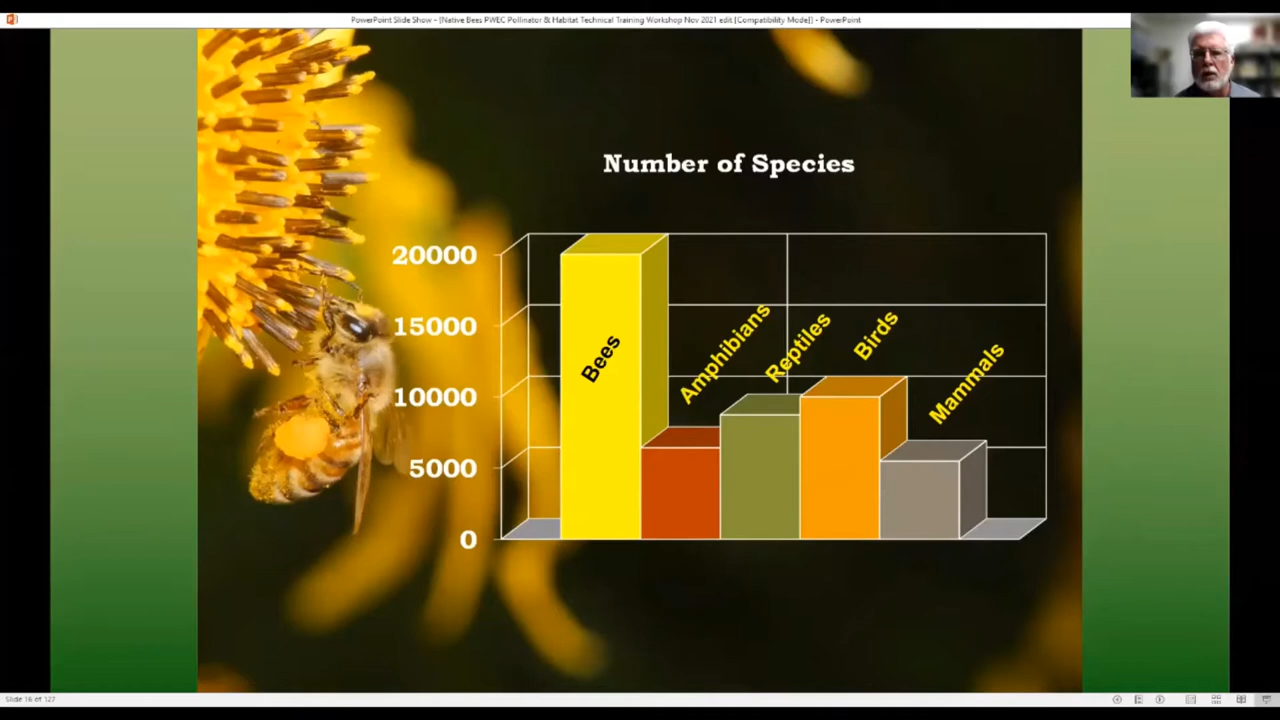 PowerPoint Slide Show - [Native Bees PWEC Pollinator & Habitat Technical Training Workshop Nov 2021 edit [Compatibility Mode]] - PowerPoint
Number of Species
20000
15000
10000
5000
0
Bees
Amphibians
Reptiles
Birds
Mammals
Slide 16 of 127